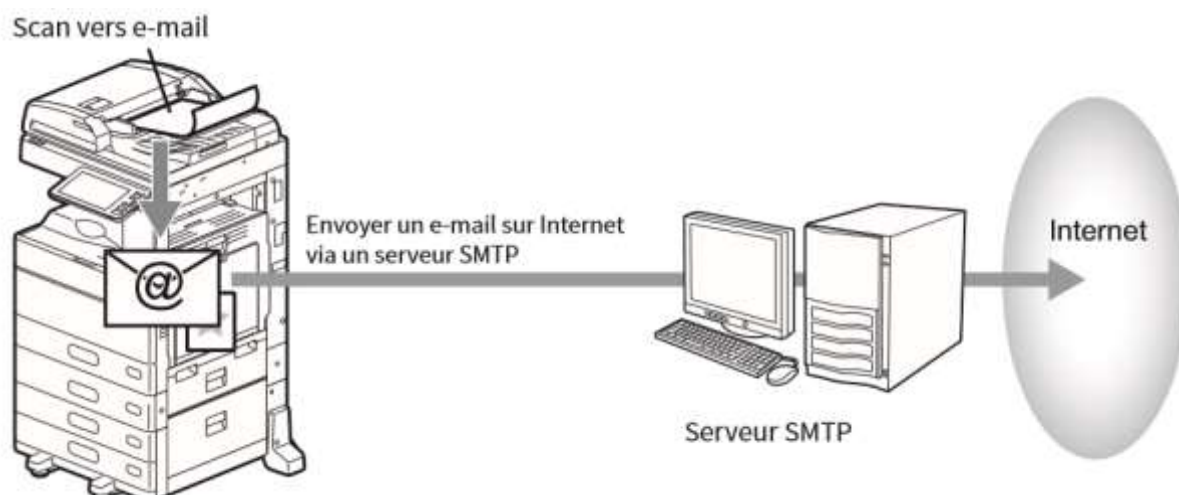 Scan vers e-mail
Envoyer un e-mail sur Internet
via un serveur SMTP
@
Internet
Serveur SMTP